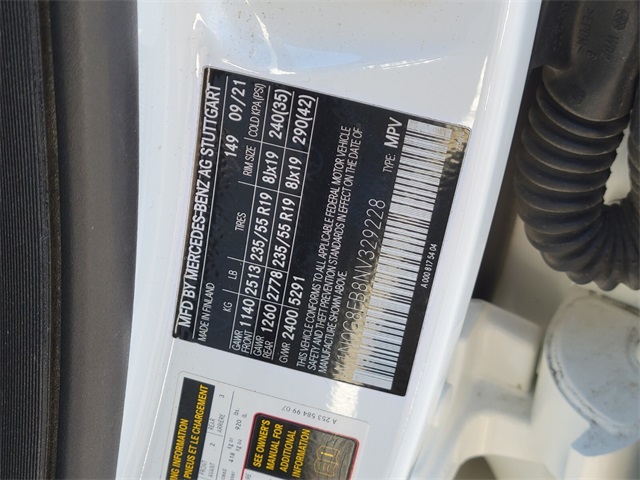 MFD BY MERCEDES-BENZ AG STUTTGART
MADE IN FINLAND 149 09/21
KG LB TIRES RIM SIZE COLD KPA(PSI)
GAWR FRONT 1140 2513 235/55 R19 8Jx19 240(35)
GAWR REAR 1260 2778 235/55 R19 8Jx19 290(42)
GVWR 2400 5291
THIS VEHICLE CONFORMS TO ALL APPLICABLE FEDERAL MOTOR VEHICLE
SAFETY AND THEFT PREVENTION STANDARDS IN EFFECT ON THE DATE OF
MANUFACTURE SHOWN ABOVE.
TYPE: MPV
A 000 817 54 04
A 253 584 99 07
SEE OWNER'S
MANUAL FOR
ADDITIONAL
INFORMATION